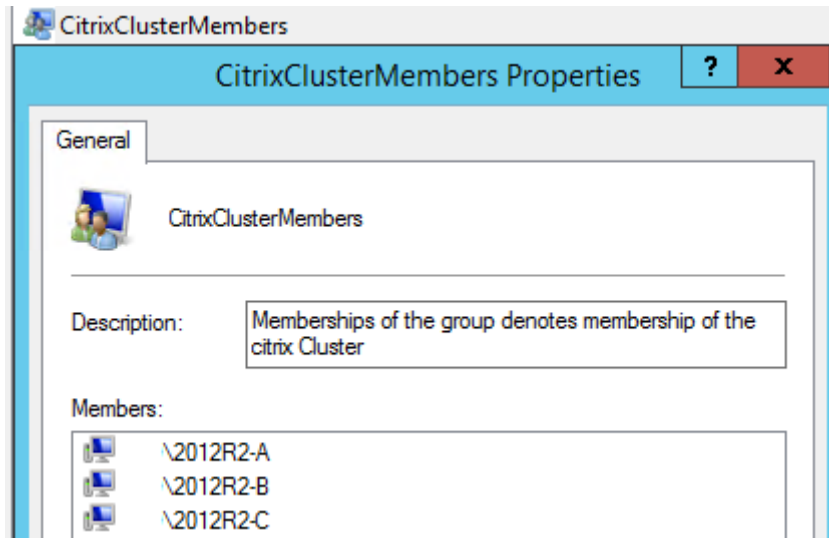 CitrixClusterMembers
CitrixClusterMembers Properties
?
x
General
CitrixClusterMembers
Description:
Memberships of the group denotes membership of the
citrix Cluster
Members:
\2012R2-A
\2012R2-B
\2012R2-C